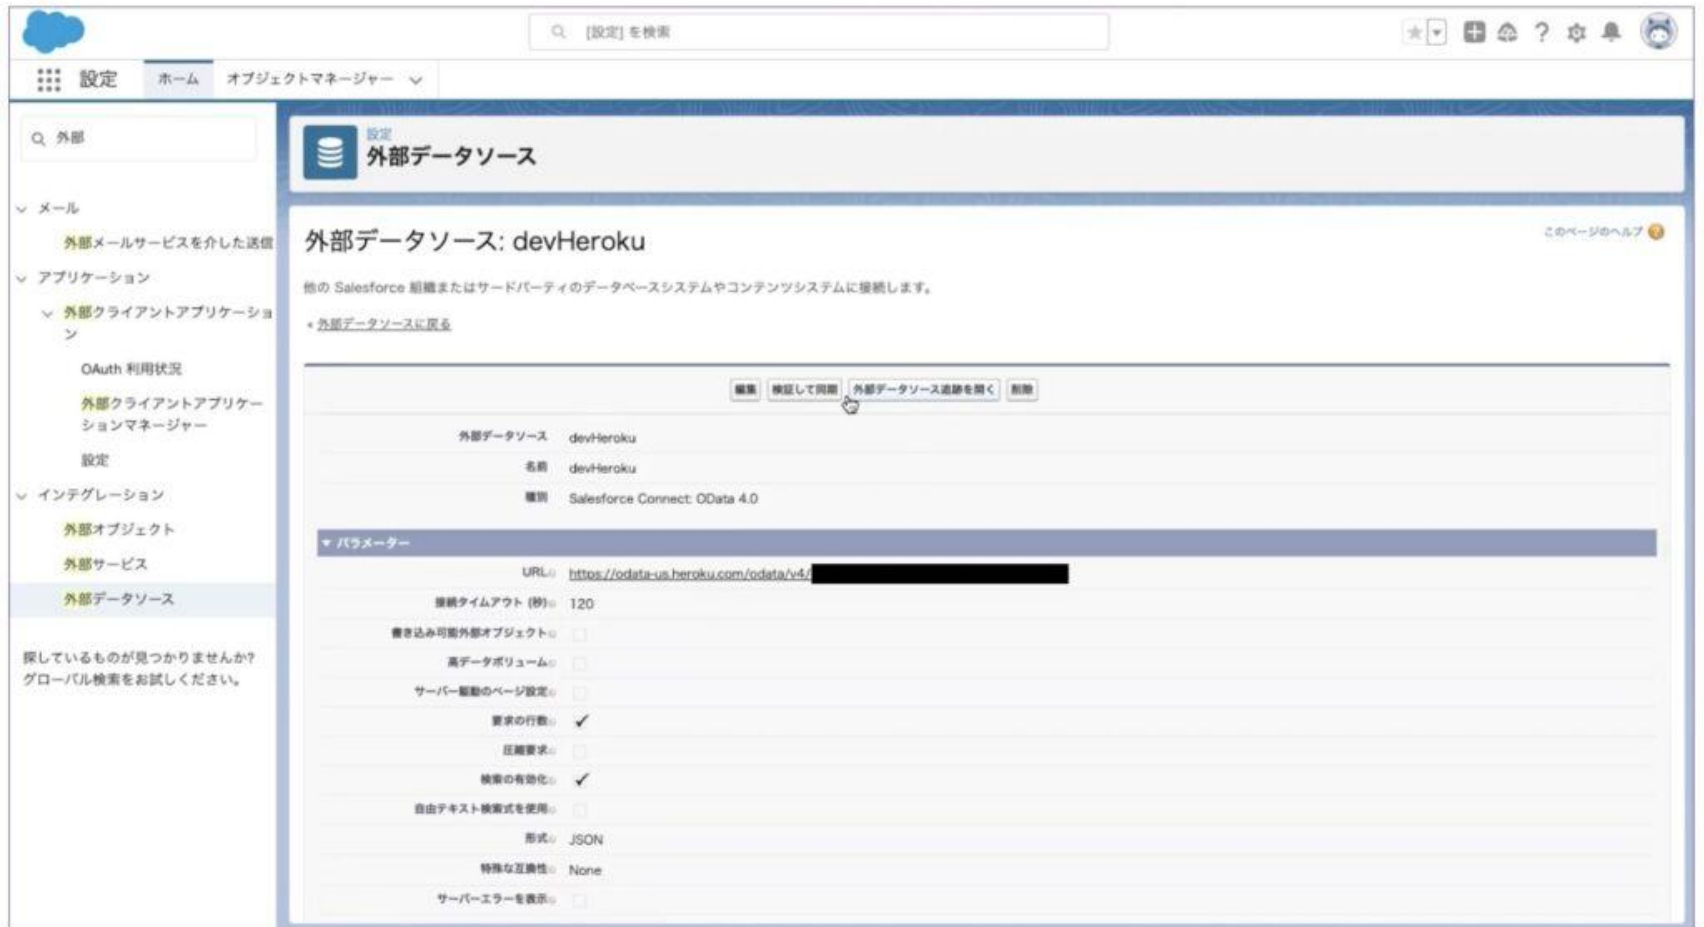 [設定] を検索
設定
ホーム
オブジェクトマネージャー
外部
メール
外部メールサービスを介した送信
アプリケーション
外部クライアントアプリケーショ
ン
OAuth 利用状況
外部クライアントアプリケー
ションマネージャー
設定
インテグレーション
外部オブジェクト
外部サービス
外部データソース
探しているものが見つかりませんか?
グローバル検索をお試しください。
設定
外部データソース
外部データソース: devHeroku
このページのヘルプ
他の Salesforce 組織またはサードパーティのデータベースシステムやコンテンツシステムに接続します。
« 外部データソースに戻る
編集 検証して同期 外部データソース追跡を開く 削除
外部データソース devHeroku
名前 devHeroku
種別 Salesforce Connect: OData 4.0
パラメーター
URL https://odata-us.heroku.com/odata/v4/
接続タイムアウト (秒) 120
書き込み可能外部オブジェクト
高データボリューム
サーバー駆動のページ設定
要求の行数 ✓
圧縮要求
検索の有効化 ✓
自由テキスト検索式を使用
形式 JSON
特殊な互換性 None
サーバーエラーを表示